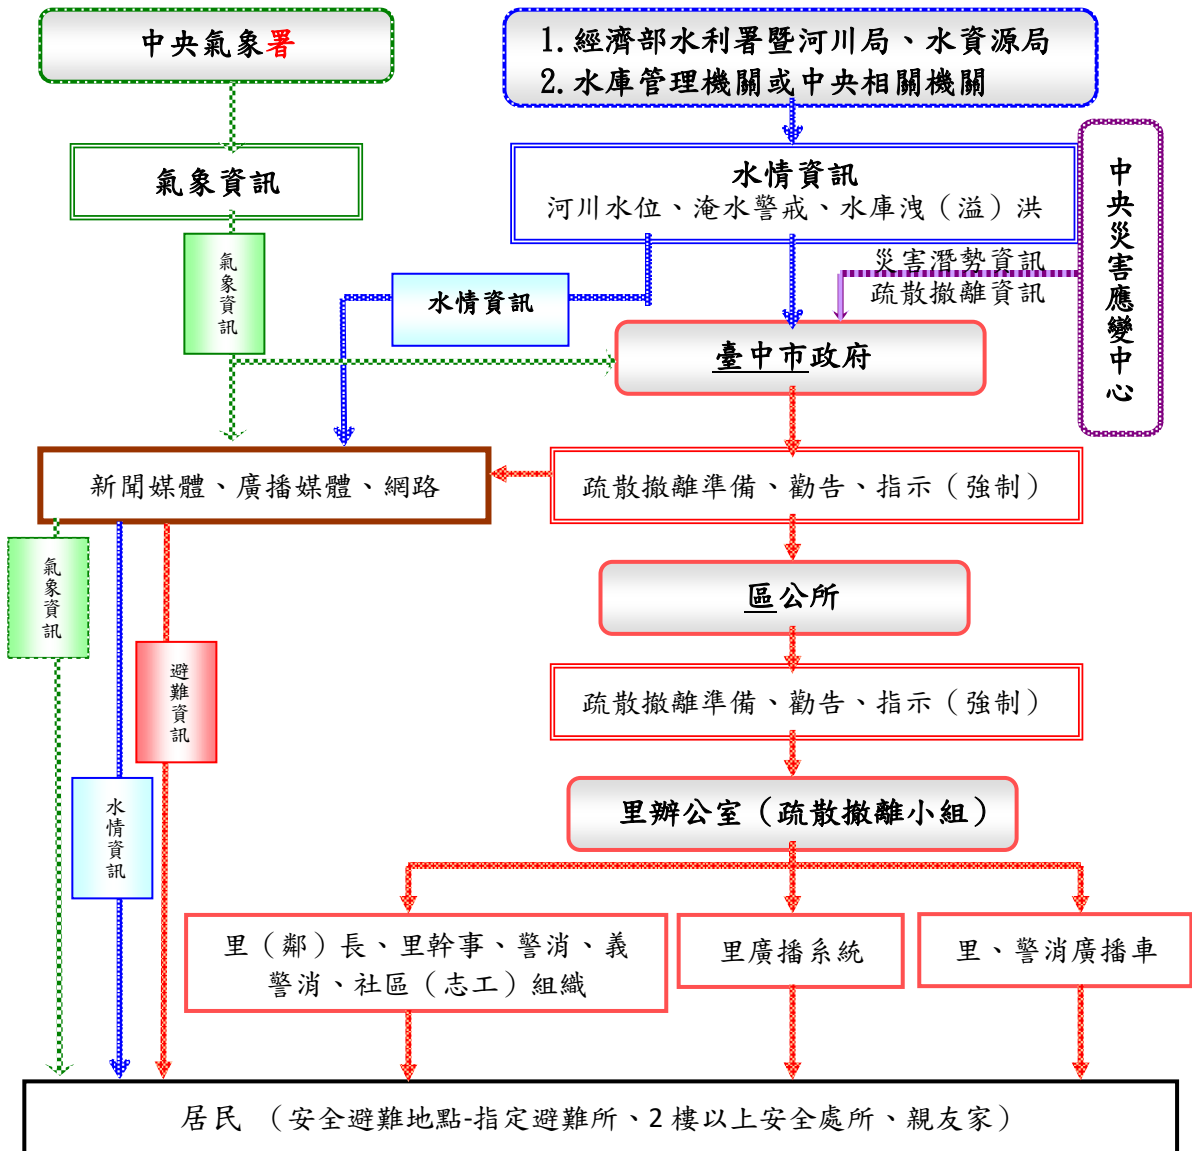 中央氣象署
1. 經濟部水利署暨河川局、水資源局
2. 水庫管理機關或中央相關機關
氣象資訊
水情資訊
河川水位、淹水警戒、水庫洩（溢）洪
中央災害應變中心
氣象資訊
水情資訊
災害潛勢資訊
疏散撤離資訊
臺中市政府
新聞媒體、廣播媒體、網路
疏散撤離準備、勸告、指示（強制）
氣象資訊
區公所
避難資訊
疏散撤離準備、勸告、指示（強制）
水情資訊
里辦公室（疏散撤離小組）
里（鄰）長、里幹事、警消、義
警消、社區（志工）組織
里廣播系統
里、警消廣播車
居民 （安全避難地點-指定避難所、2 樓以上安全處所、親友家）